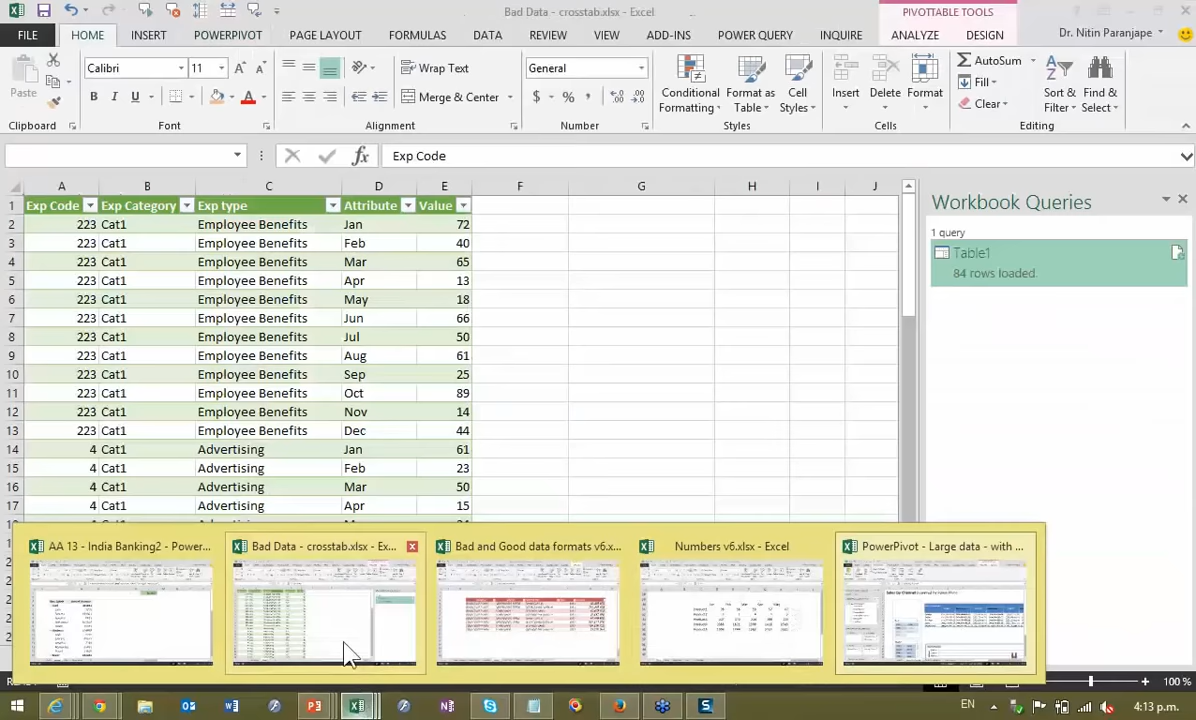 Bad Data - crosstab.xlsx - Excel
PIVOTTABLE TOOLS
FILE HOME INSERT POWERPIVOT PAGE LAYOUT FORMULAS DATA REVIEW VIEW ADD-INS POWER QUERY INQUIRE ANALYZE DESIGN Dr. Nitin Paranjape
Paste
Calibri 11
B I U A
Wrap Text
Merge & Center
General
$ % ,
Conditional Formatting
Format as Table
Cell Styles
Insert Delete Format
AutoSum
Fill
Clear
Sort & Filter
Find & Select
Clipboard Font Alignment Number Styles Cells Editing
fx Exp Code
A B C D E F G H I J
1 Exp Code Exp Category Exp type Attribute Value
2 223 Cat1 Employee Benefits Jan 72
3 223 Cat1 Employee Benefits Feb 40
4 223 Cat1 Employee Benefits Mar 65
5 223 Cat1 Employee Benefits Apr 13
6 223 Cat1 Employee Benefits May 18
7 223 Cat1 Employee Benefits Jun 66
8 223 Cat1 Employee Benefits Jul 50
9 223 Cat1 Employee Benefits Aug 61
10 223 Cat1 Employee Benefits Sep 25
11 223 Cat1 Employee Benefits Oct 89
12 223 Cat1 Employee Benefits Nov 14
13 223 Cat1 Employee Benefits Dec 44
14 4 Cat1 Advertising Jan 61
15 4 Cat1 Advertising Feb 23
16 4 Cat1 Advertising Mar 50
17 4 Cat1 Advertising Apr 15
Workbook Queries
1 query
Table1
84 rows loaded.
AA 13 - India Banking2 - Power...
Bad Data - crosstab.xlsx - Ex...
Bad and Good data formats v6.x...
Numbers v6.xlsx - Excel
PowerPivot - Large data - with ...
100 %
EN 4:13 p.m.